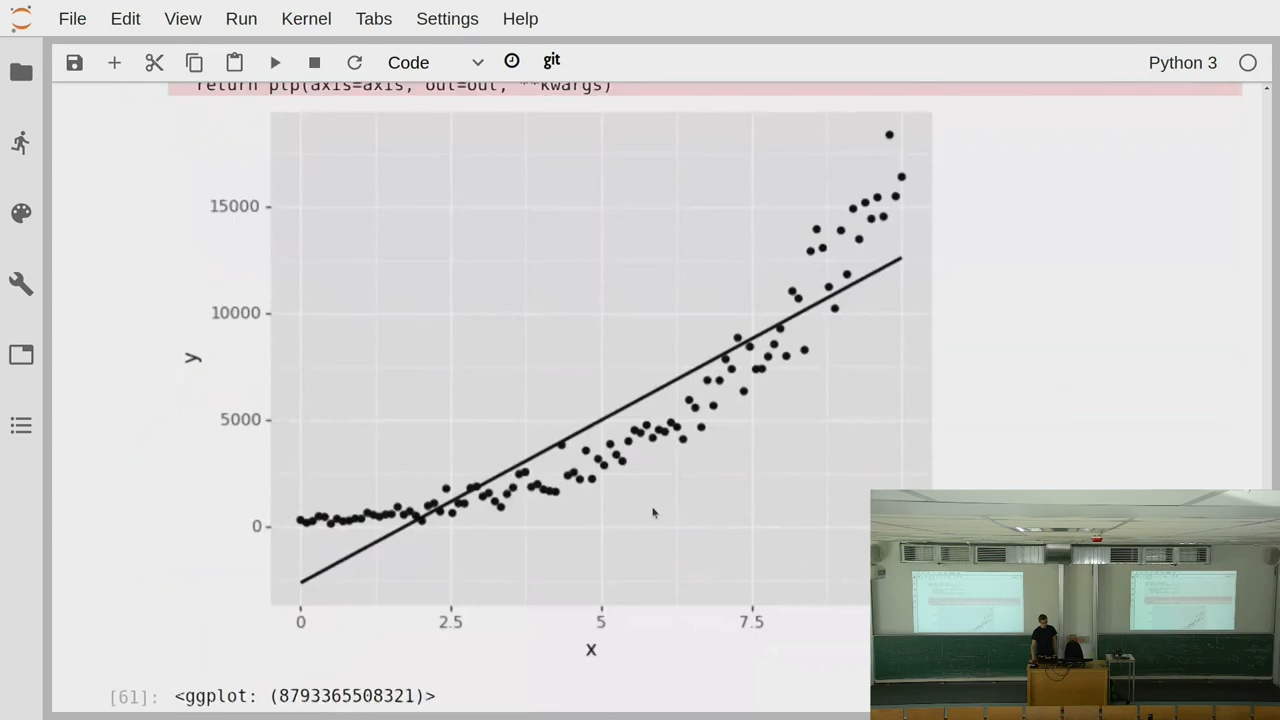 File Edit View Run Kernel Tabs Settings Help
Code git Python 3
return ptp(axis=axis, out=out, **kwargs)
15000
10000
y
5000
0
0 2.5 5 7.5
x
[61]: <ggplot: (8793365508321)>